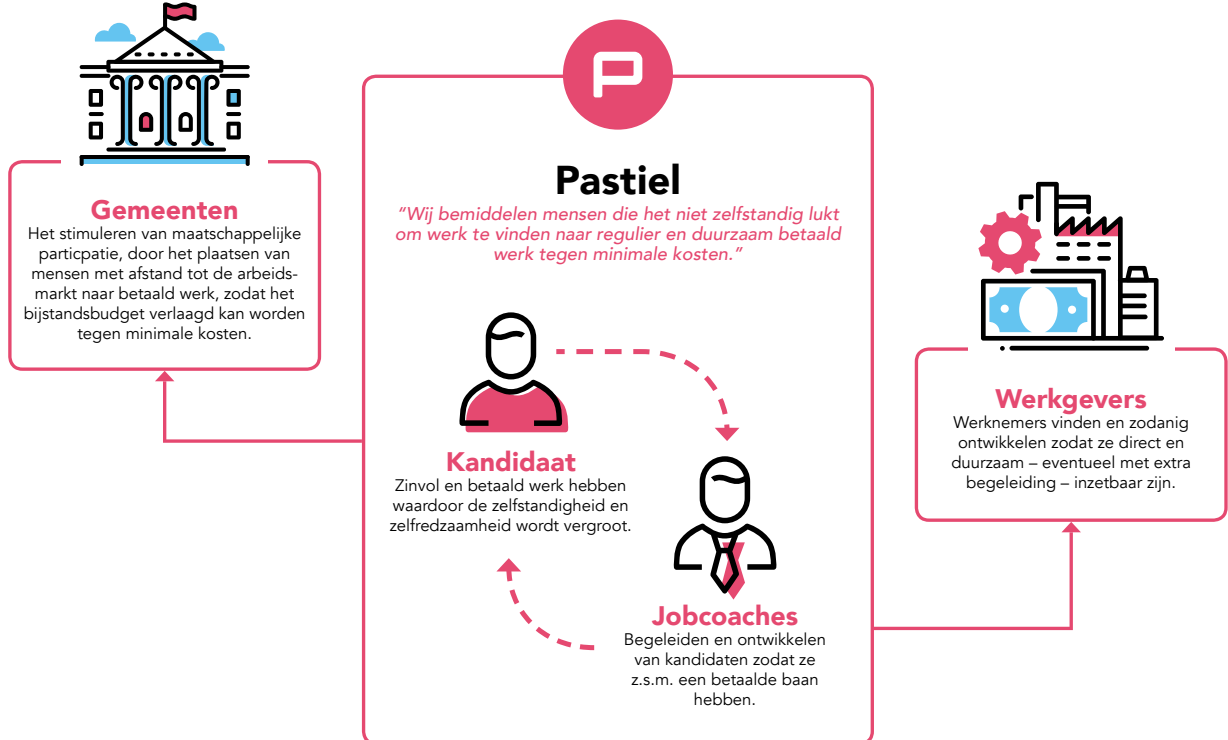 Gemeenten
Het stimuleren van maatschappelijke
particpatie, door het plaatsen van
mensen met afstand tot de arbeids-
markt naar betaald werk, zodat het
bijstandsbudget verlaagd kan worden
tegen minimale kosten.
P
Pastiel
“Wij bemiddelen mensen die het niet zelfstandig lukt
om werk te vinden naar regulier en duurzaam betaald
werk tegen minimale kosten.”
Kandidaat
Zinvol en betaald werk hebben
waardoor de zelfstandigheid en
zelfredzaamheid wordt vergroot.
Jobcoaches
Begeleiden en ontwikkelen
van kandidaten zodat ze
z.s.m. een betaalde baan
hebben.
Werkgevers
Werknemers vinden en zodanig
ontwikkelen zodat ze direct en
duurzaam – eventueel met extra
begeleiding – inzetbaar zijn.